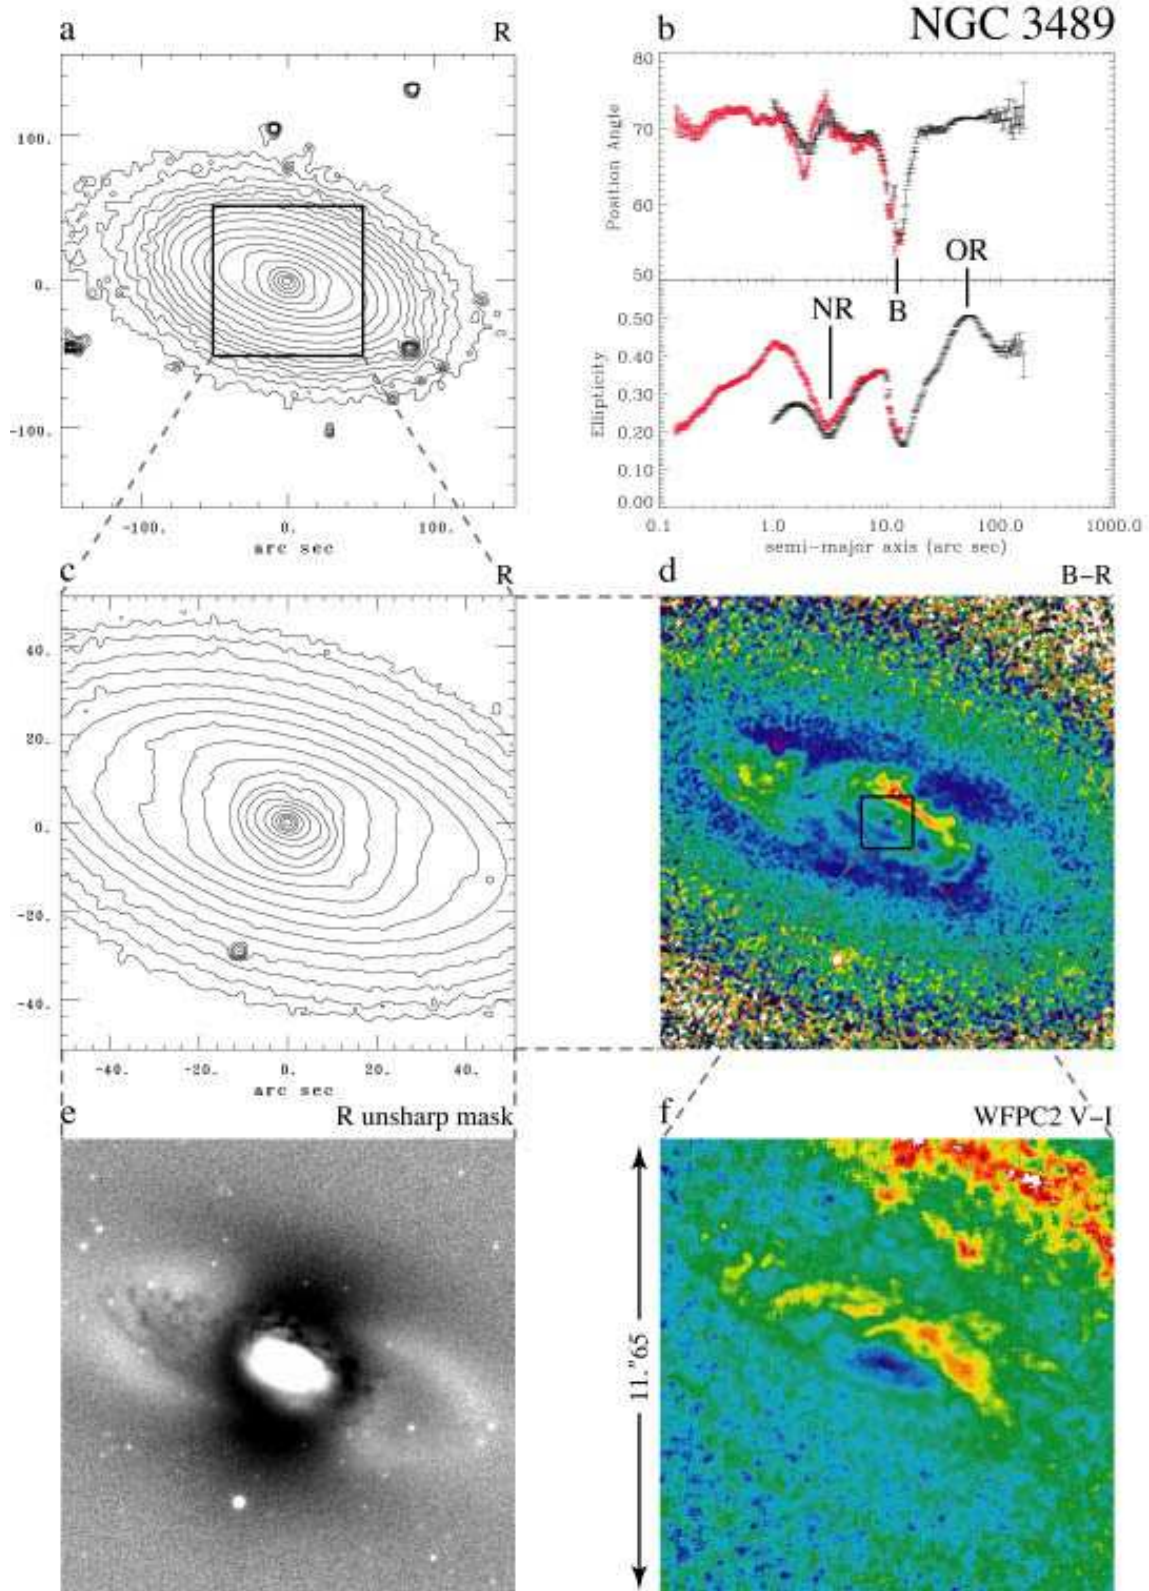 a
R
b
NGC 3489
100.
0.
-100.
-100.
0.
100.
arc sec
80
70
60
50
Position Angle
NR
B
OR
0.50
0.40
0.30
0.20
0.10
0.00
Ellipticity
0.1
1.0
10.0
100.0
1000.0
semi-major axis (arc sec)
c
R
d
B-R
40.
20.
0.
-20.
-40.
-40.
-20.
0.
20.
40.
arc sec
e
R unsharp mask
f
WFPC2 V-I
11."65